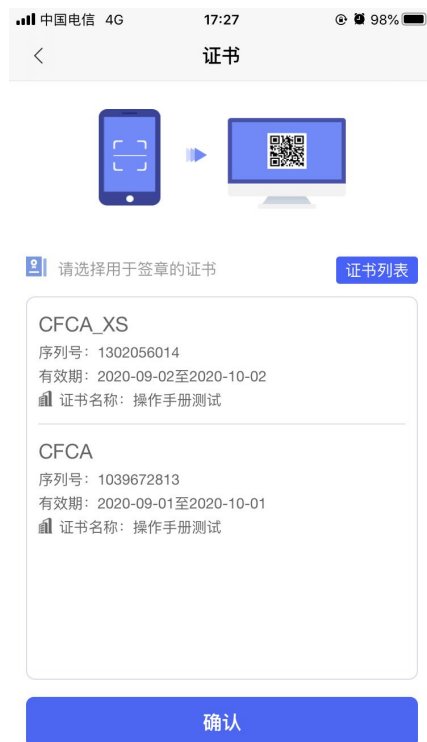 中国电信 4G 17:27 98%
证书
请选择用于签章的证书 证书列表
CFCA_XS
序列号：1302056014
有效期：2020-09-02至2020-10-02
证书名称：操作手册测试
CFCA
序列号：1039672813
有效期：2020-09-01至2020-10-01
证书名称：操作手册测试
确认